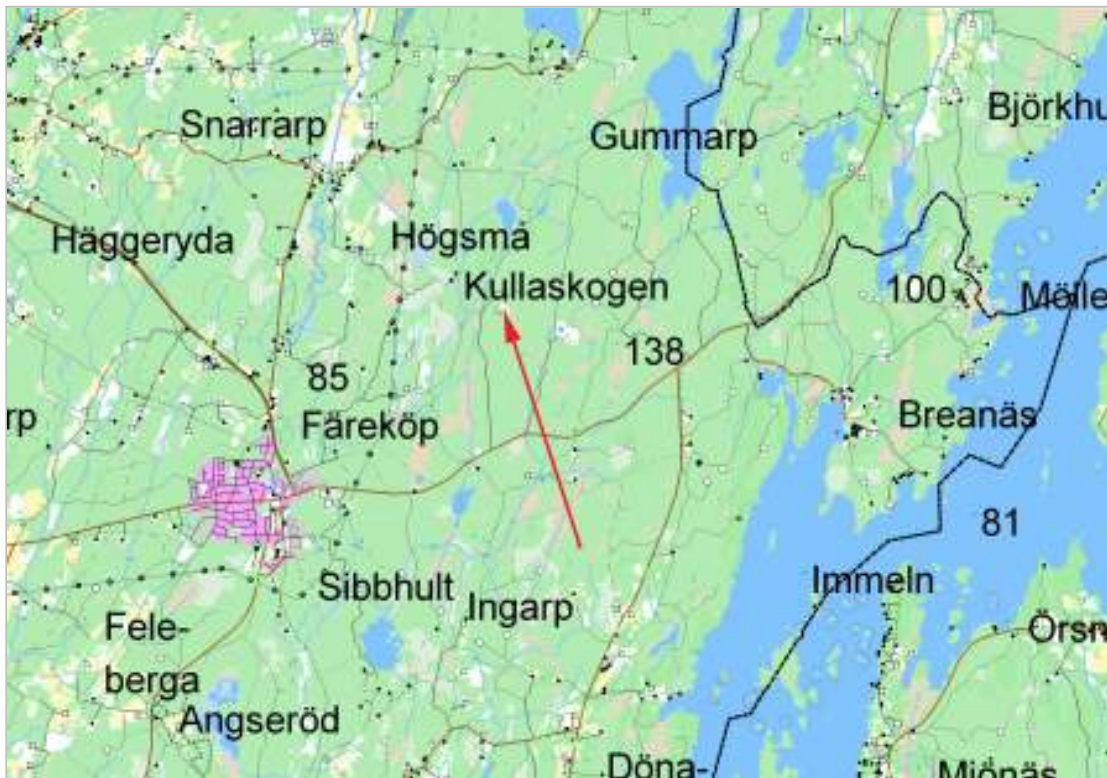 Björkhu
Snarrarp
Gummarp
Häggeryda
Högsma
Kullaskogen
100
Mölle
138
85
rp
Färeköp
Breanäs
81
Sibbhult
Ingarp
Immeln
Fele-
berga
Örsn
Angseröd
Döna-
Mjönäs